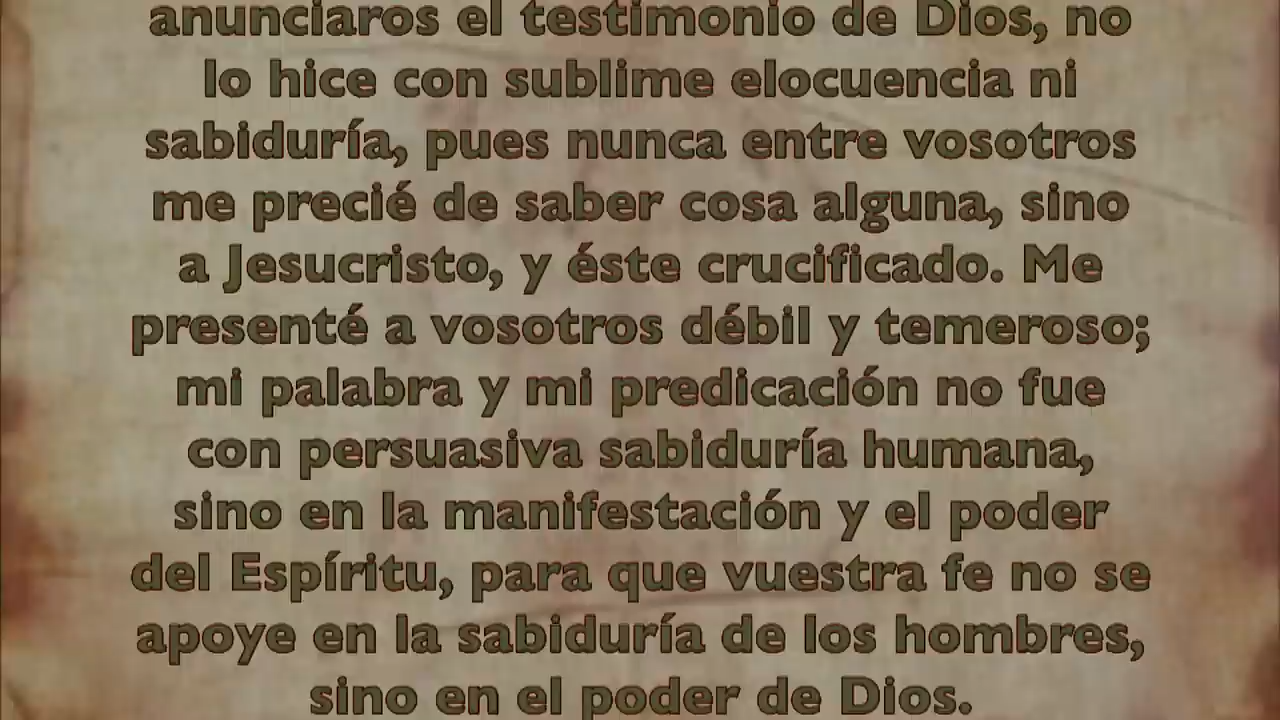 anunciaros el testimonio de Dios, no
lo hice con sublime elocuencia ni
sabiduría, pues nunca entre vosotros
me precié de saber cosa alguna, sino
a Jesucristo, y éste crucificado. Me
presenté a vosotros débil y temeroso;
mi palabra y mi predicación no fue
con persuasiva sabiduría humana,
sino en la manifestación y el poder
del Espíritu, para que vuestra fe no se
apoye en la sabiduría de los hombres,
sino en el poder de Dios.